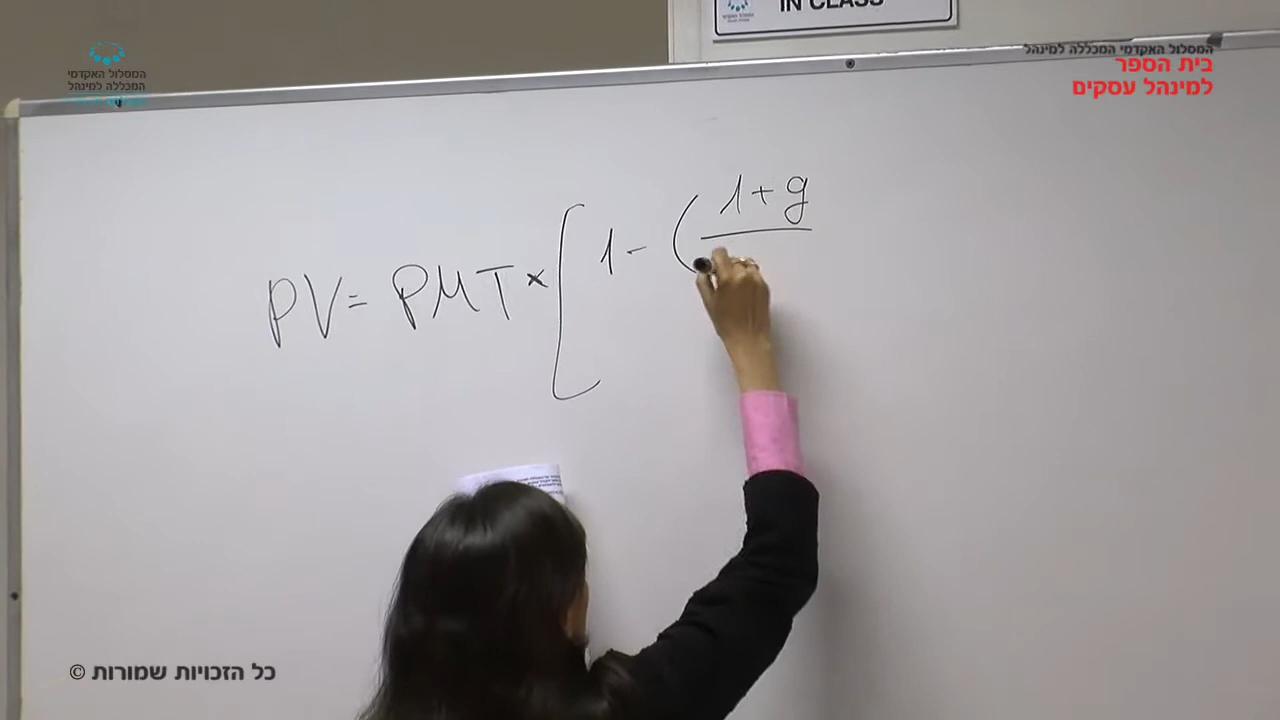 IN CLASS
המסלול האקדמי המכללה למינהל
בית הספר
למינהל עסקים
המסלול האקדמי
המכללה למינהל
PV = PMT × [ 1 - ( 1+g
כל הזכויות שמורות ©